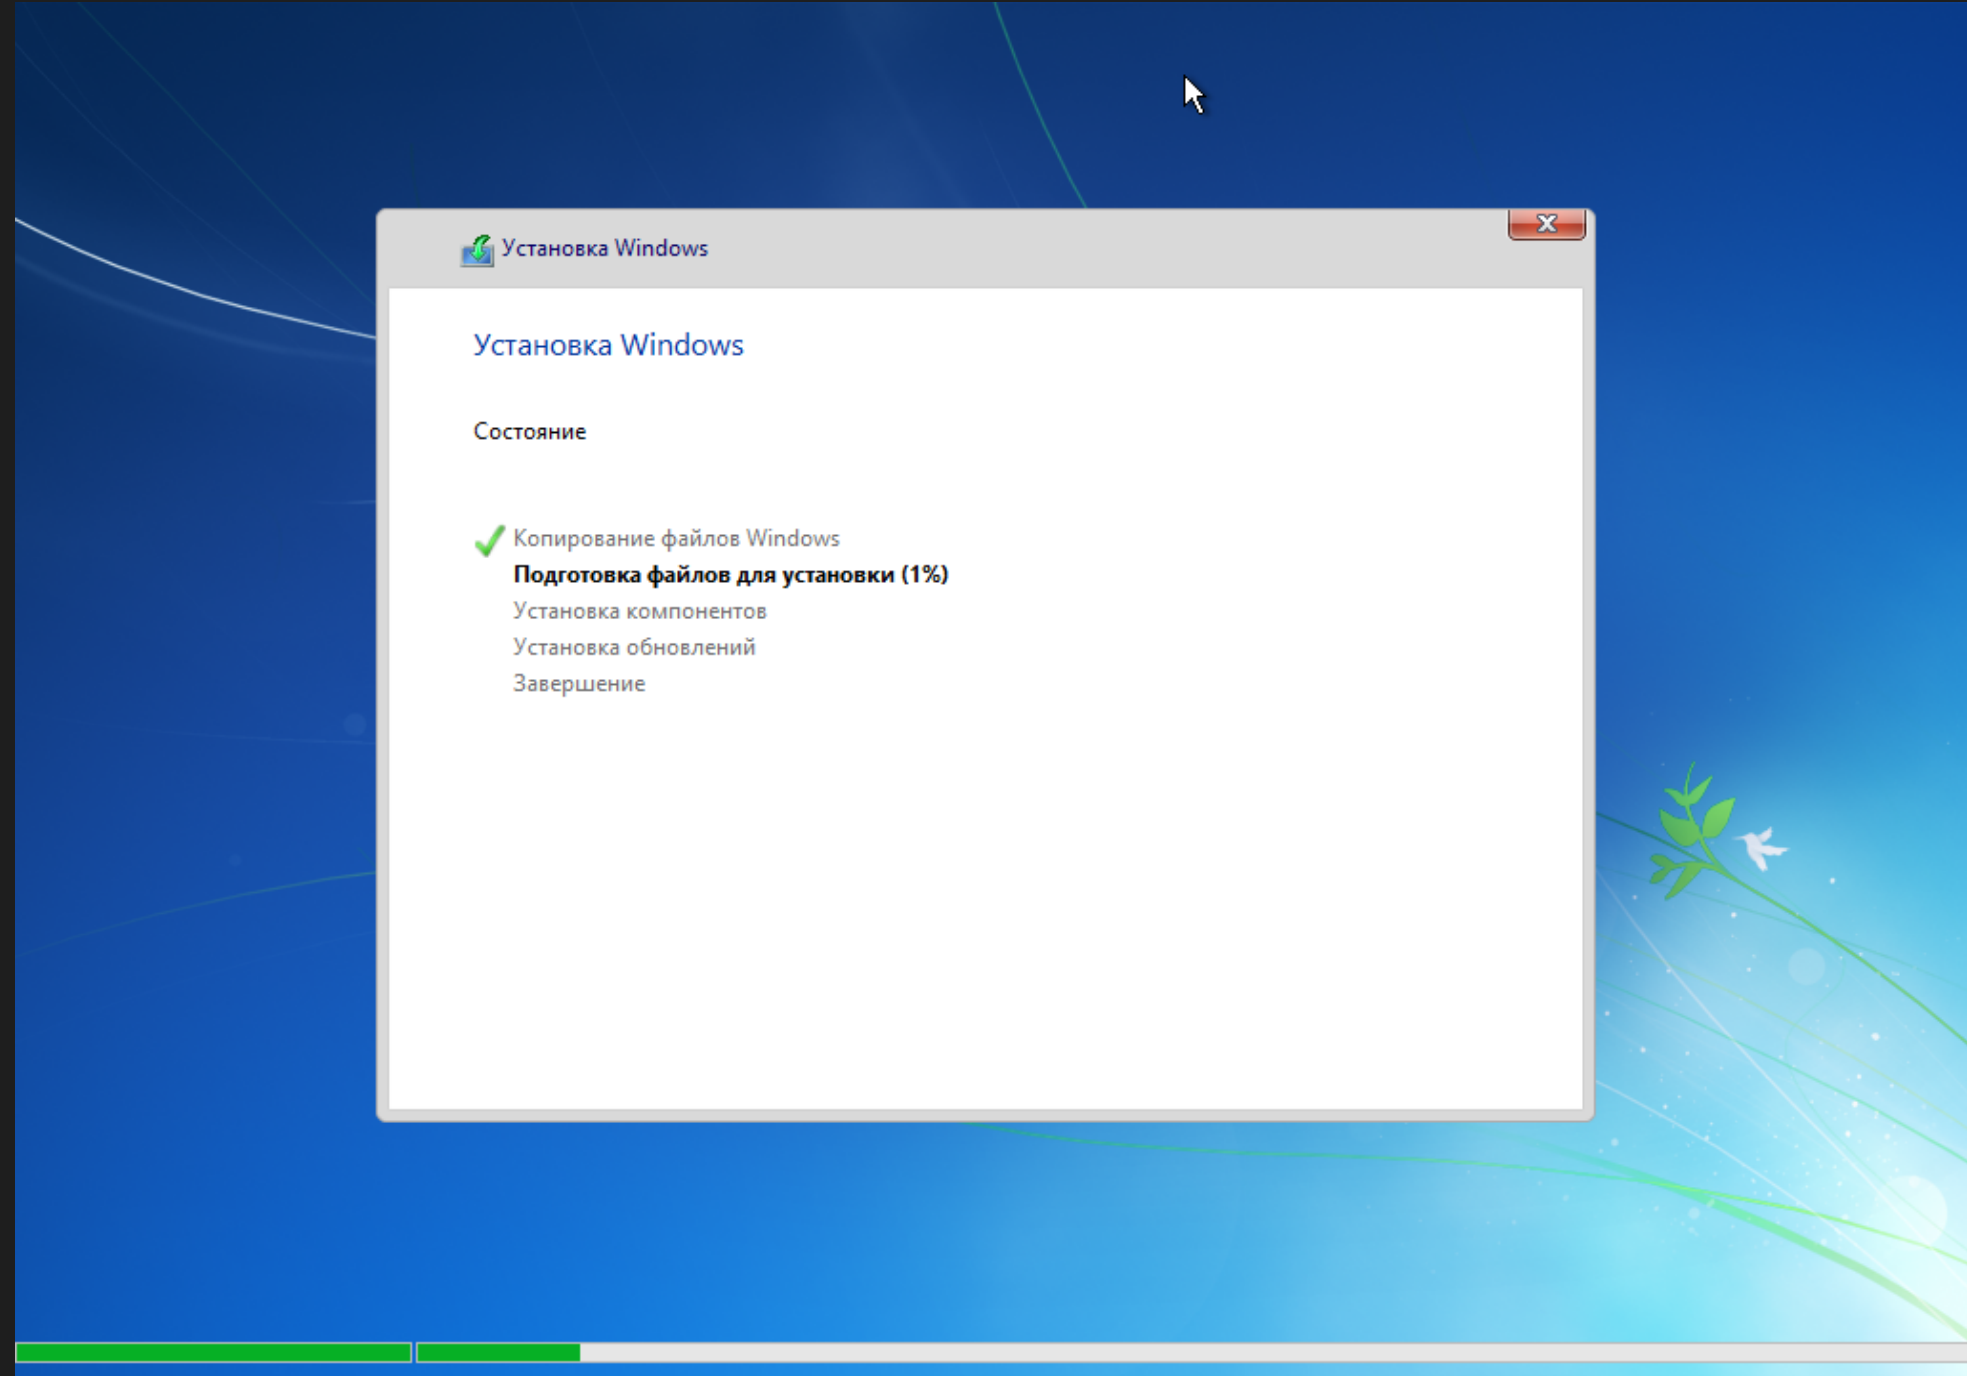 Установка Windows
Установка Windows
Состояние
Копирование файлов Windows
Подготовка файлов для установки (1%)
Установка компонентов
Установка обновлений
Завершение